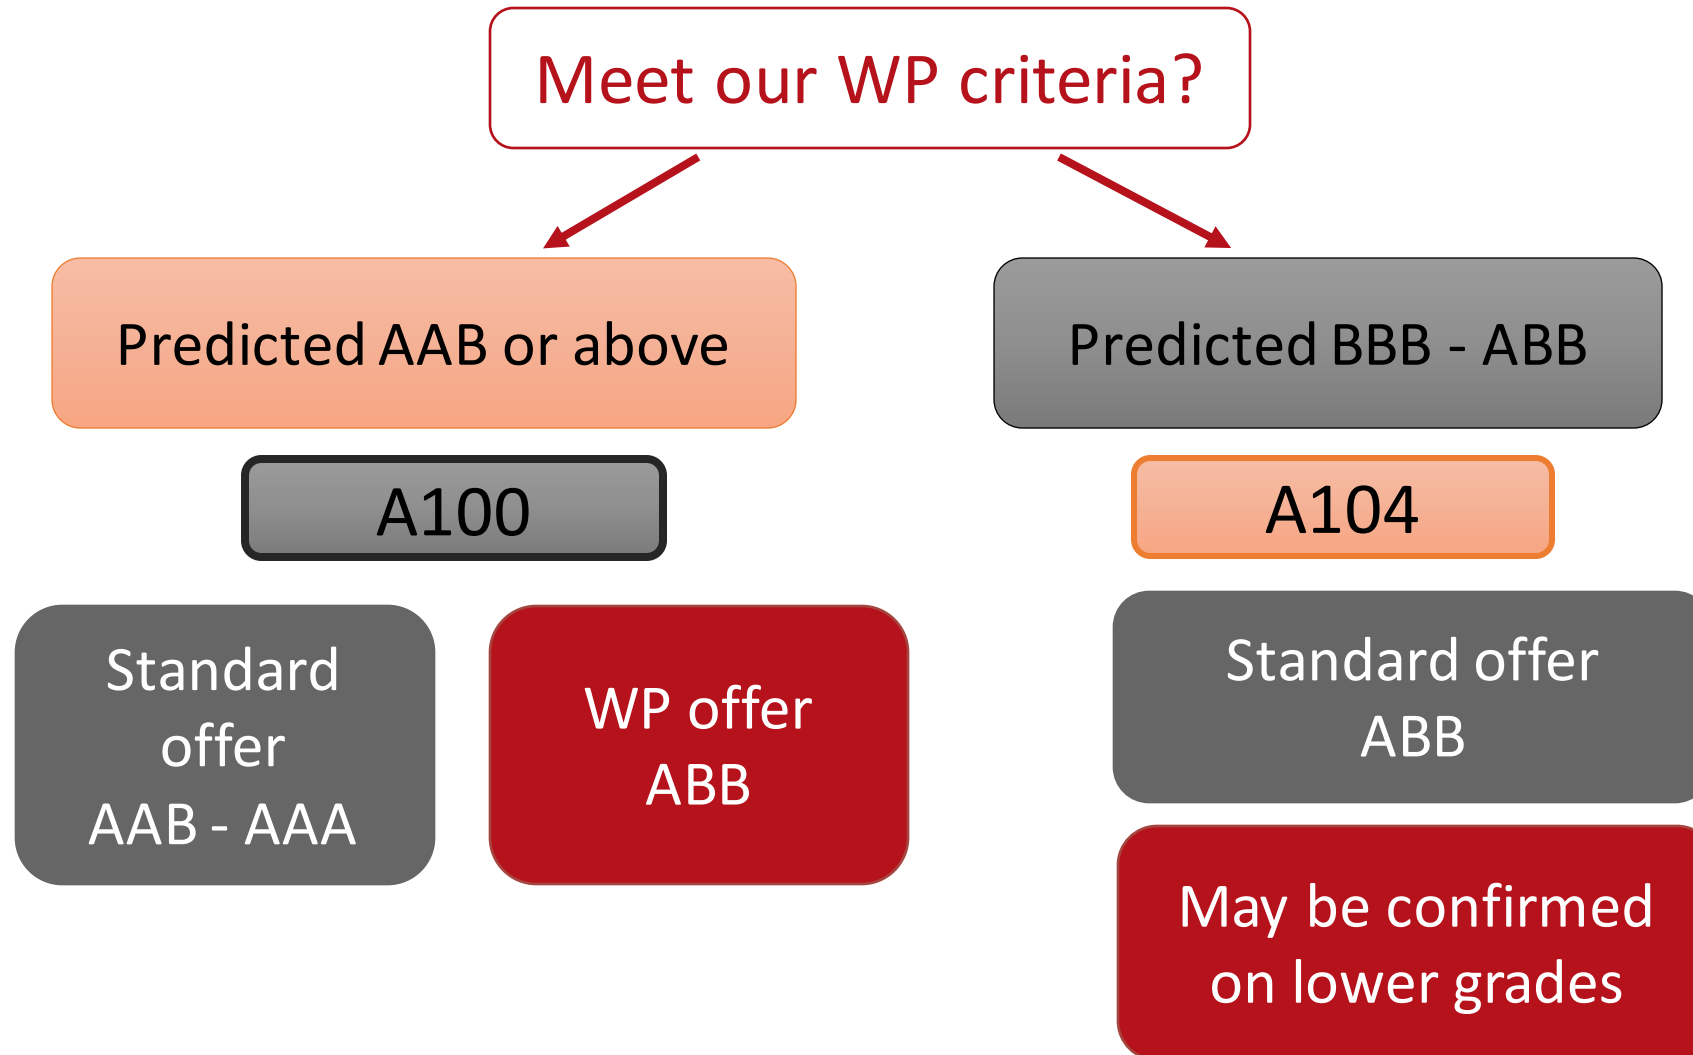 Meet our WP criteria?
Predicted AAB or above
Predicted BBB - ABB
A100
A104
Standard
offer
AAB - AAA
WP offer
ABB
Standard offer
ABB
May be confirmed
on lower grades